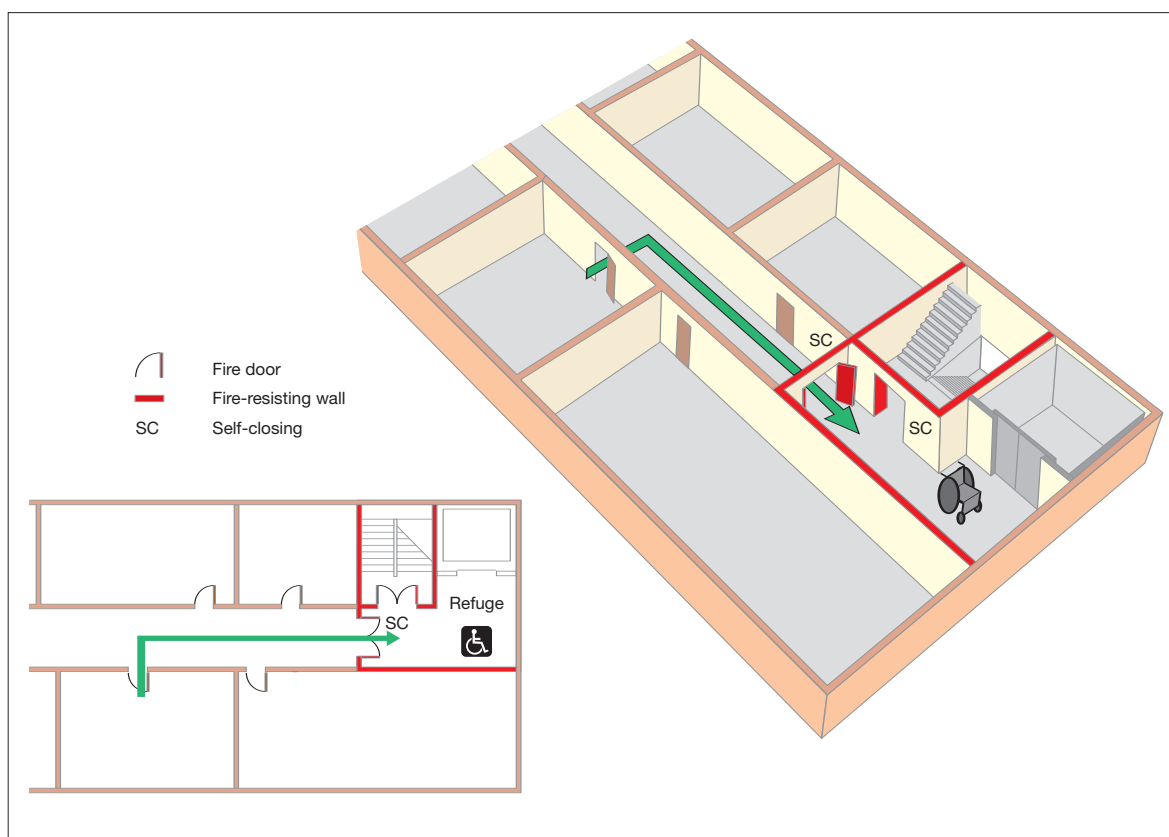 SC
SC
Fire door
Fire-resisting wall
SC
Self-closing
Refuge
SC